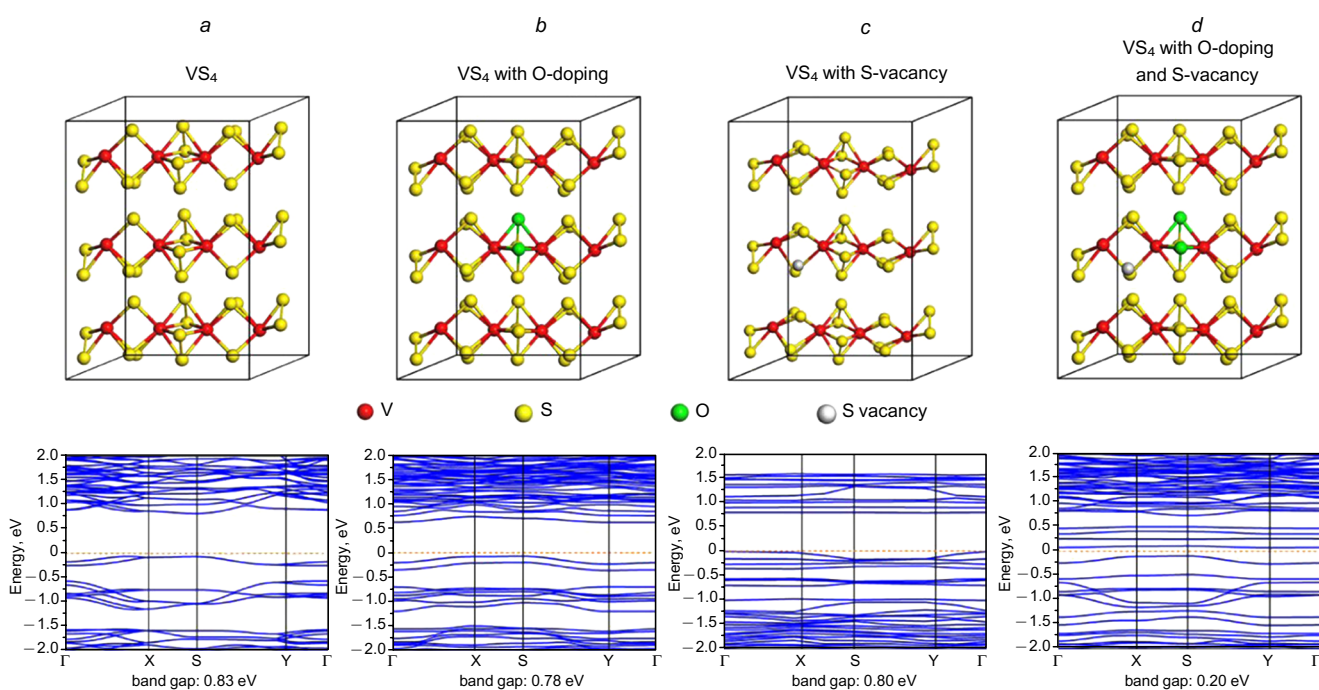 a
b
c
d
VS₄
VS₄ with O-doping
VS₄ with S-vacancy
VS₄ with O-doping
and S-vacancy
V
S
O
S vacancy
Energy, eV
2.0
1.5
1.0
0.5
0
−0.5
−1.0
−1.5
−2.0
Γ X S Y Γ
band gap: 0.83 eV
Energy, eV
2.0
1.5
1.0
0.5
0
−0.5
−1.0
−1.5
−2.0
Γ X S Y Γ
band gap: 0.78 eV
Energy, eV
2.0
1.5
1.0
0.5
0
−0.5
−1.0
−1.5
−2.0
Γ X S Y Γ
band gap: 0.80 eV
Energy, eV
2.0
1.5
1.0
0.5
0
−0.5
−1.0
−1.5
−2.0
Γ X S Y Γ
band gap: 0.20 eV